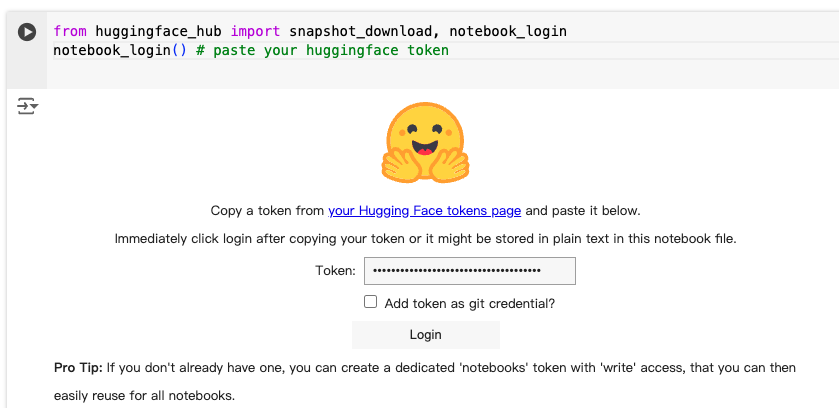 from huggingface_hub import snapshot_download, notebook_login
notebook_login() # paste your huggingface token
Copy a token from your Hugging Face tokens page and paste it below.
Immediately click login after copying your token or it might be stored in plain text in this notebook file.
Token: •••••••••••••••••••••••••••••••••••••
Add token as git credential?
Login
Pro Tip: If you don't already have one, you can create a dedicated 'notebooks' token with 'write' access, that you can then
easily reuse for all notebooks.